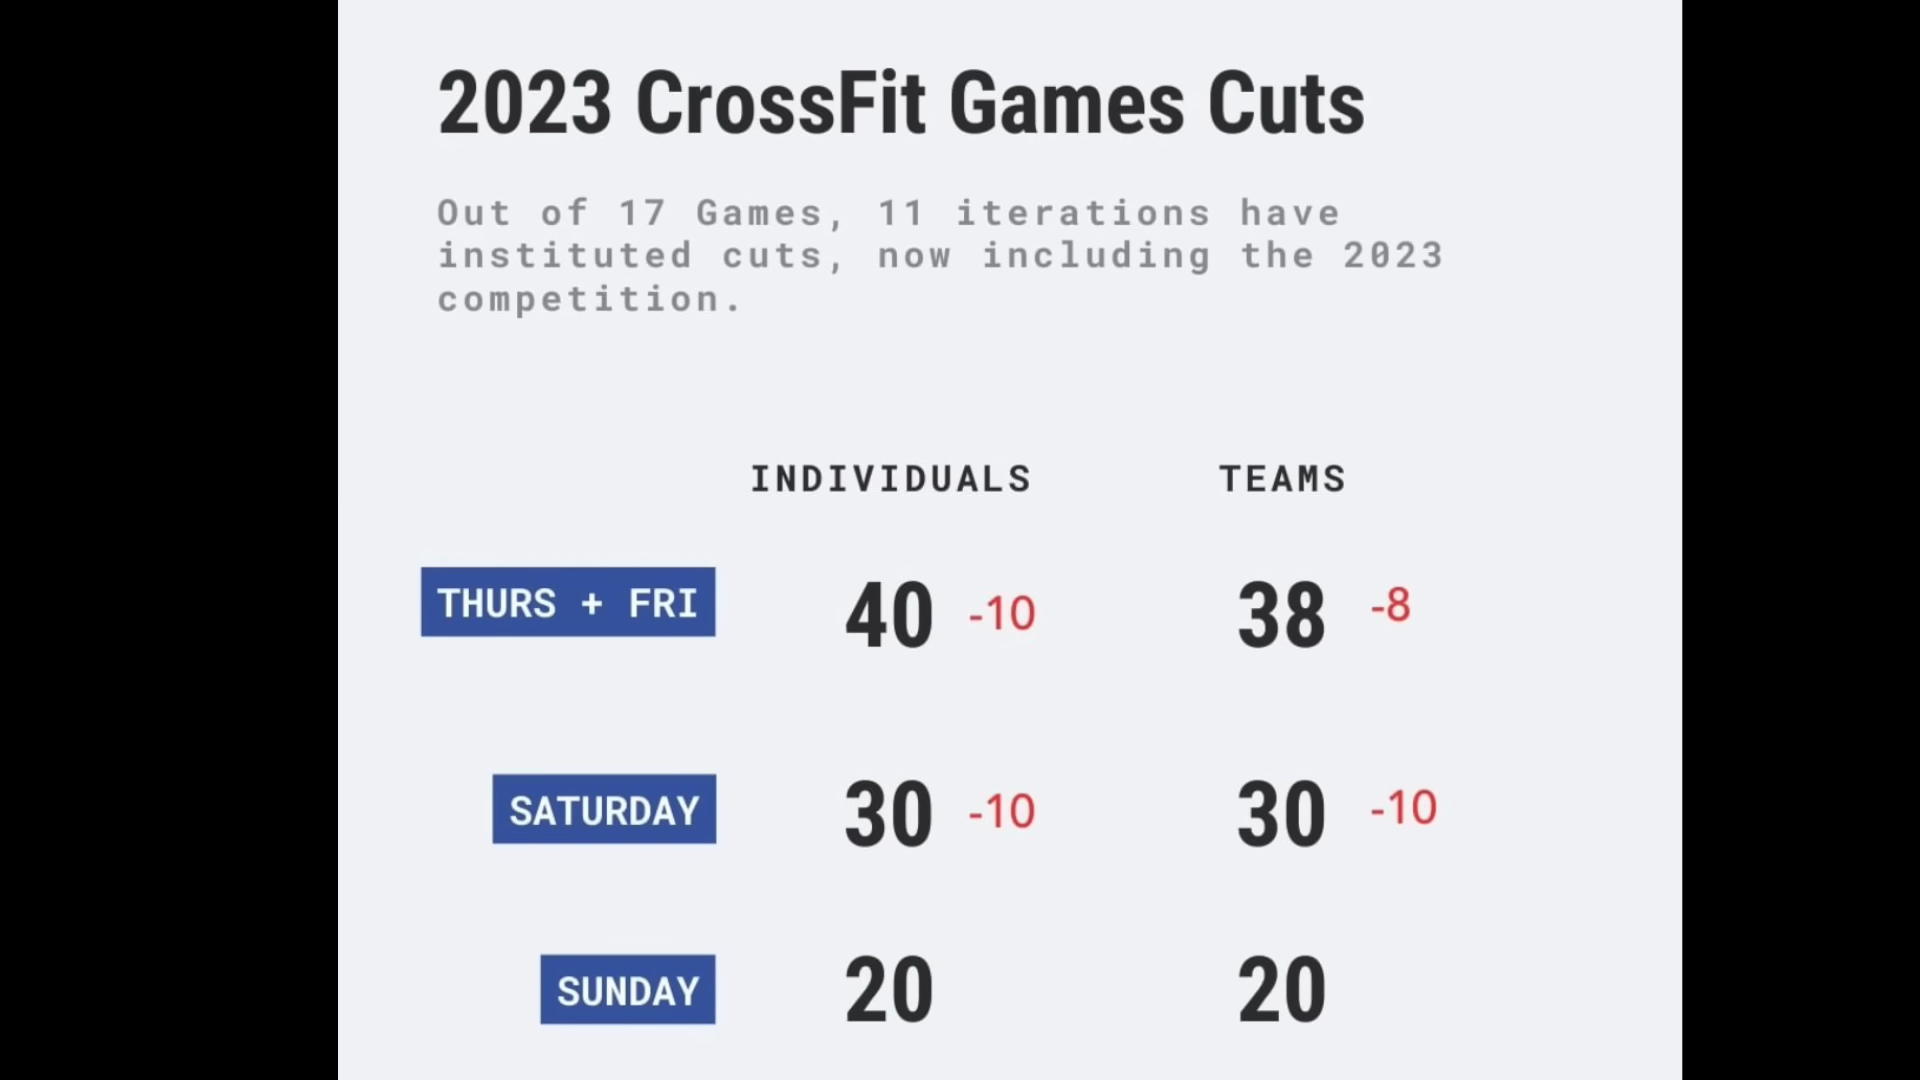 2023 CrossFit Games Cuts
Out of 17 Games, 11 iterations have
instituted cuts, now including the 2023
competition.
INDIVIDUALS TEAMS
THURS + FRI 40 -10 38 -8
SATURDAY 30 -10 30 -10
SUNDAY 20 20